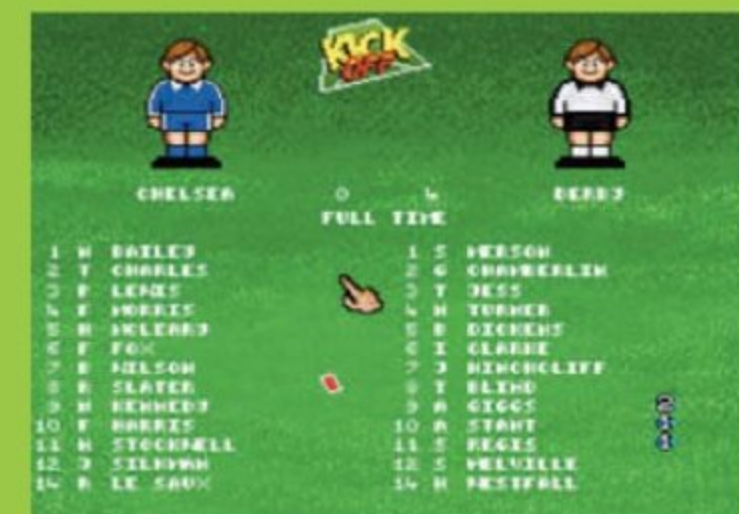 KICK OFF
CHELSEA 0 4 DERBY
FULL TIME
1 W BAILEY
2 T CHARLES
3 P LEWIS
4 F MORRIS
5 M MCLEARY
6 F FOX
7 D WILSON
8 R SLATER
9 M KENNEDY
10 F HARRIS
11 M STOCKWELL
12 J SILKMAN
14 R LE SAUX
1 S MERSON
2 G CHAMBERLIN
3 T JESS
4 W TURNER
5 B DICKENS
6 I CLARKE
7 J HINCHCLIFF
8 T BLIND
9 A GIGGS 2
10 A STANT 1
11 S REGIS 1
12 S MELVILLE
14 H WESTFALL